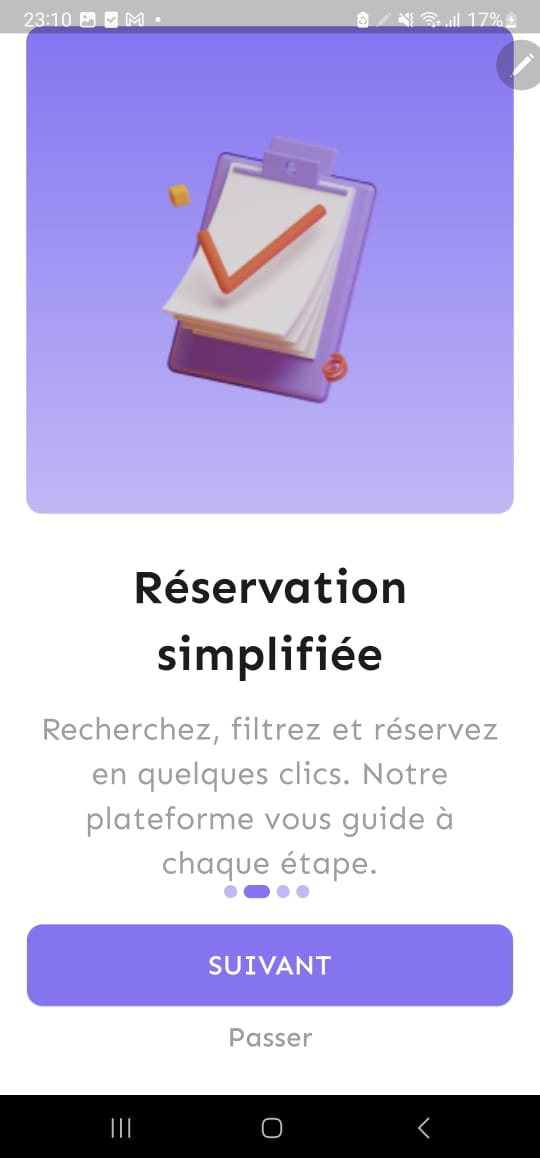 23:10 17%
Réservation
simplifiée
Recherchez, filtrez et réservez
en quelques clics. Notre
plateforme vous guide à
chaque étape.
SUIVANT
Passer